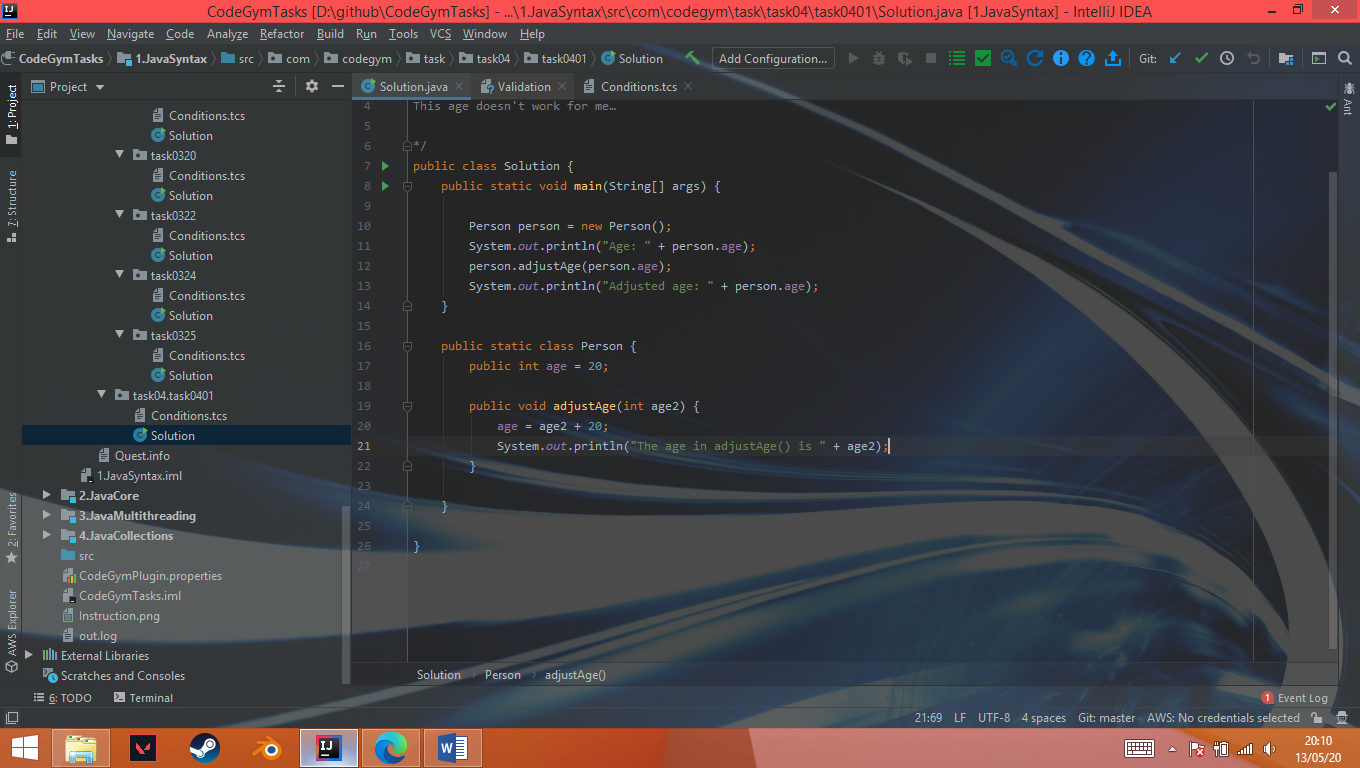 CodeGymTasks [D:\github\CodeGymTasks] - ...\1.JavaSyntax\src\com\codegym\task\task04\task0401\Solution.java [1.JavaSyntax] - IntelliJ IDEA
File Edit View Navigate Code Analyze Refactor Build Run Tools VCS Window Help
CodeGymTasks 1.JavaSyntax src com codegym task task04 task0401 Solution Add Configuration... Git:
Project
Solution.java Validation Conditions.tcs
1: Project
7: Structure
2: Favorites
AWS Explorer
Ant
Conditions.tcs
Solution
task0320
Conditions.tcs
Solution
task0322
Conditions.tcs
Solution
task0324
Conditions.tcs
Solution
task0325
Conditions.tcs
Solution
task04.task0401
Conditions.tcs
Solution
Quest.info
1.JavaSyntax.iml
2.JavaCore
3.JavaMultithreading
4.JavaCollections
src
CodeGymPlugin.properties
CodeGymTasks.iml
Instruction.png
out.log
External Libraries
Scratches and Consoles
4 This age doesn't work for me…
5
6 */
7 public class Solution {
8 public static void main(String[] args) {
9
10 Person person = new Person();
11 System.out.println("Age: " + person.age);
12 person.adjustAge(person.age);
13 System.out.println("Adjusted age: " + person.age);
14 }
15
16 public static class Person {
17 public int age = 20;
18
19 public void adjustAge(int age2) {
20 age = age2 + 20;
21 System.out.println("The age in adjustAge() is " + age2);
22 }
23
24 }
25
26 }
27
Solution Person adjustAge()
6: TODO Terminal 1 Event Log
21:69 LF UTF-8 4 spaces Git: master AWS: No credentials selected
20:10
13/05/20